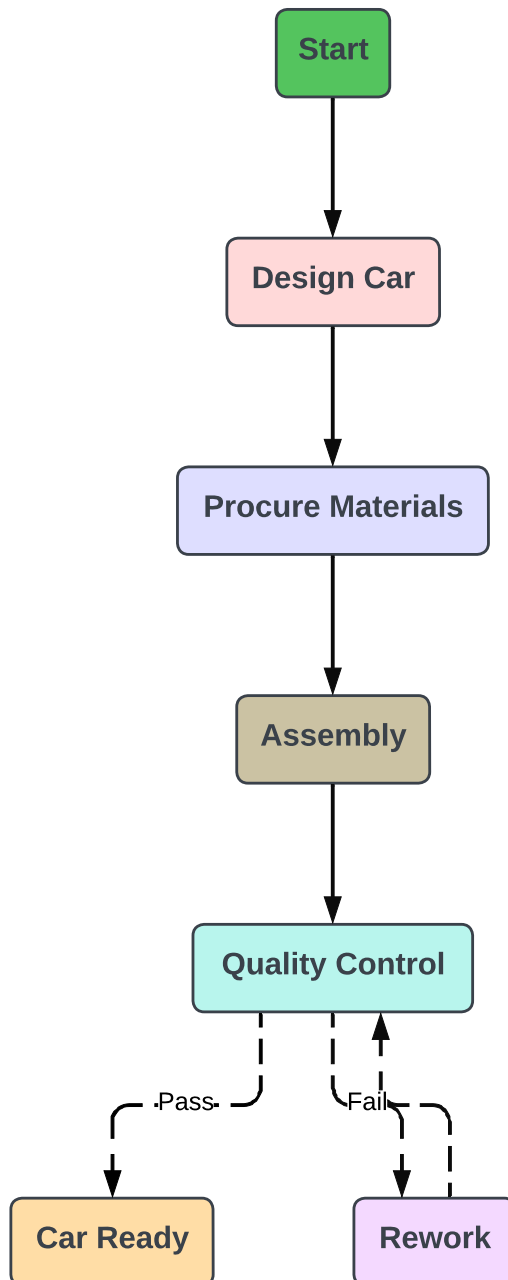 Start
Design Car
Procure Materials
Assembly
Quality Control
Pass
Fail
Car Ready
Rework